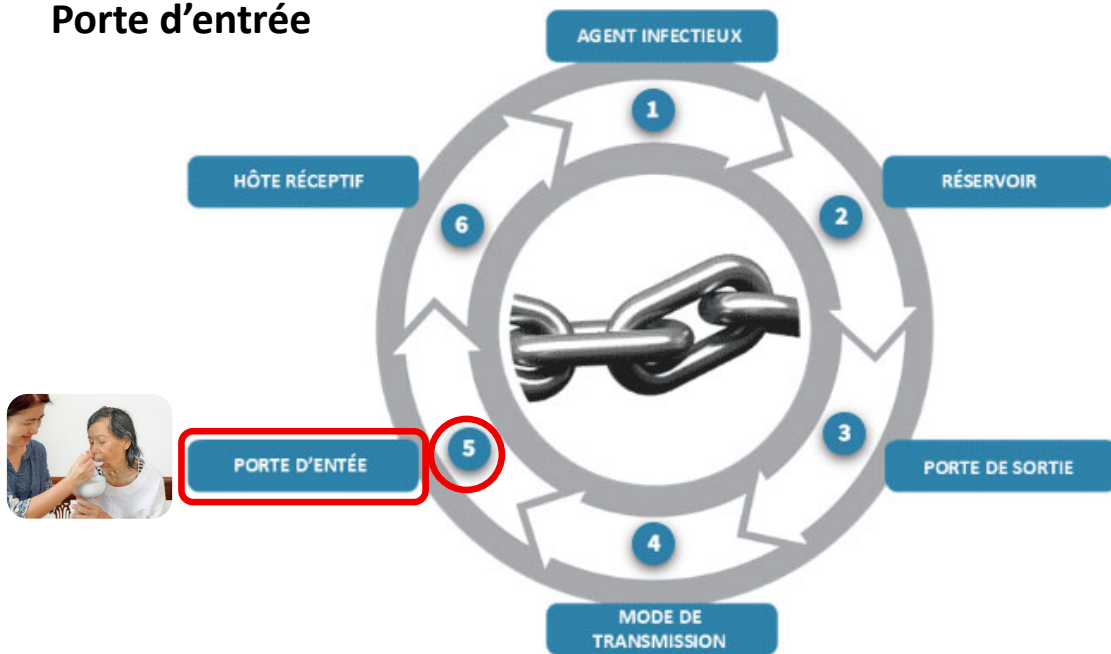 Porte d’entrée
AGENT INFECTIEUX
1
HÔTE RÉCEPTIF
RÉSERVOIR
6
2
PORTE D’ENTÉE
5
3
PORTE DE SORTIE
4
MODE DE
TRANSMISSION